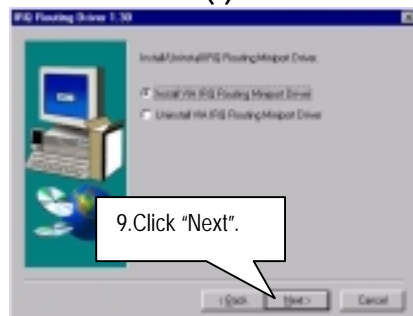 IRQ Routing Driver 1.30
Install/Uninstall IRQ Routing Miniport Driver.
Install VIA IRQ Routing Miniport Driver
Uninstall VIA IRQ Routing Miniport Driver
9.Click “Next”.
< Back
Next >
Cancel